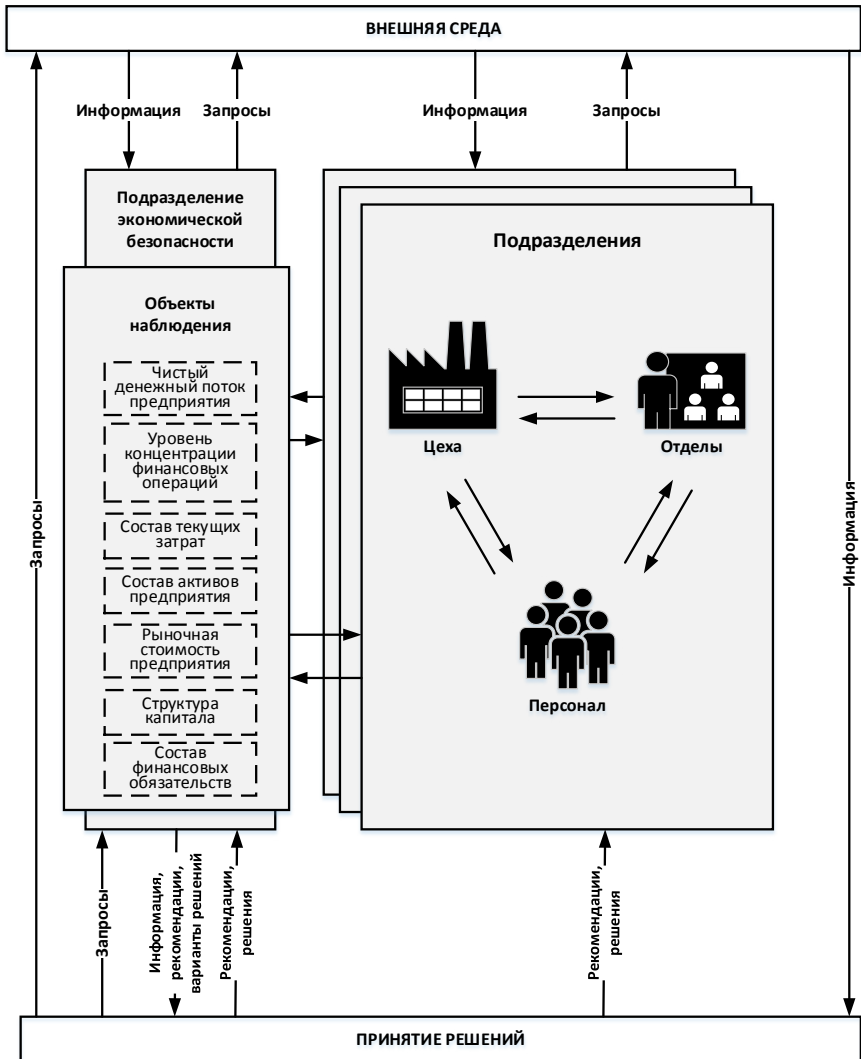 ВНЕШНЯЯ СРЕДА
Информация
Запросы
Информация
Запросы
Подразделение
экономической
безопасности
Объекты
наблюдения
Чистый
денежный поток
предприятия
Уровень
концентрации
финансовых
операций
Состав текущих
затрат
Состав активов
предприятия
Рыночная
стоимость
предприятия
Структура
капитала
Состав
финансовых
обязательств
Подразделения
Цеха
Отделы
Персонал
Запросы
Информация
Запросы
Информация,
рекомендации,
варианты решений
Рекомендации,
решения
Рекомендации,
решения
ПРИНЯТИЕ РЕШЕНИЙ